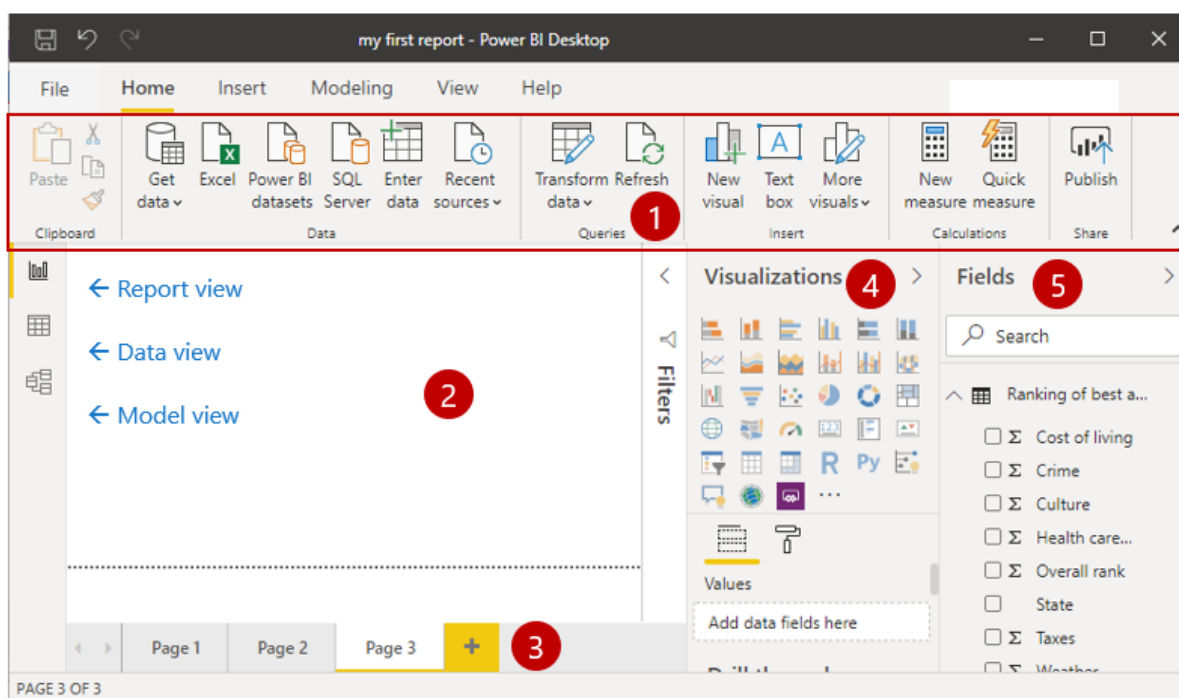 my first report - Power BI Desktop
File Home Insert Modeling View Help
Paste
Get data
Excel
Power BI datasets
SQL Server
Enter data
Recent sources
Transform data
Refresh
New visual
Text box
More visuals
New measure
Quick measure
Publish
Clipboard Data Queries Insert Calculations Share
1
← Report view
← Data view
← Model view
2
Filters
Visualizations
4
123
R Py
Values
Add data fields here
Fields
5
Search
Ranking of best a...
Σ Cost of living
Σ Crime
Σ Culture
Σ Health care...
Σ Overall rank
State
Σ Taxes
Σ Weather
Page 1 Page 2 Page 3 +
3
PAGE 3 OF 3